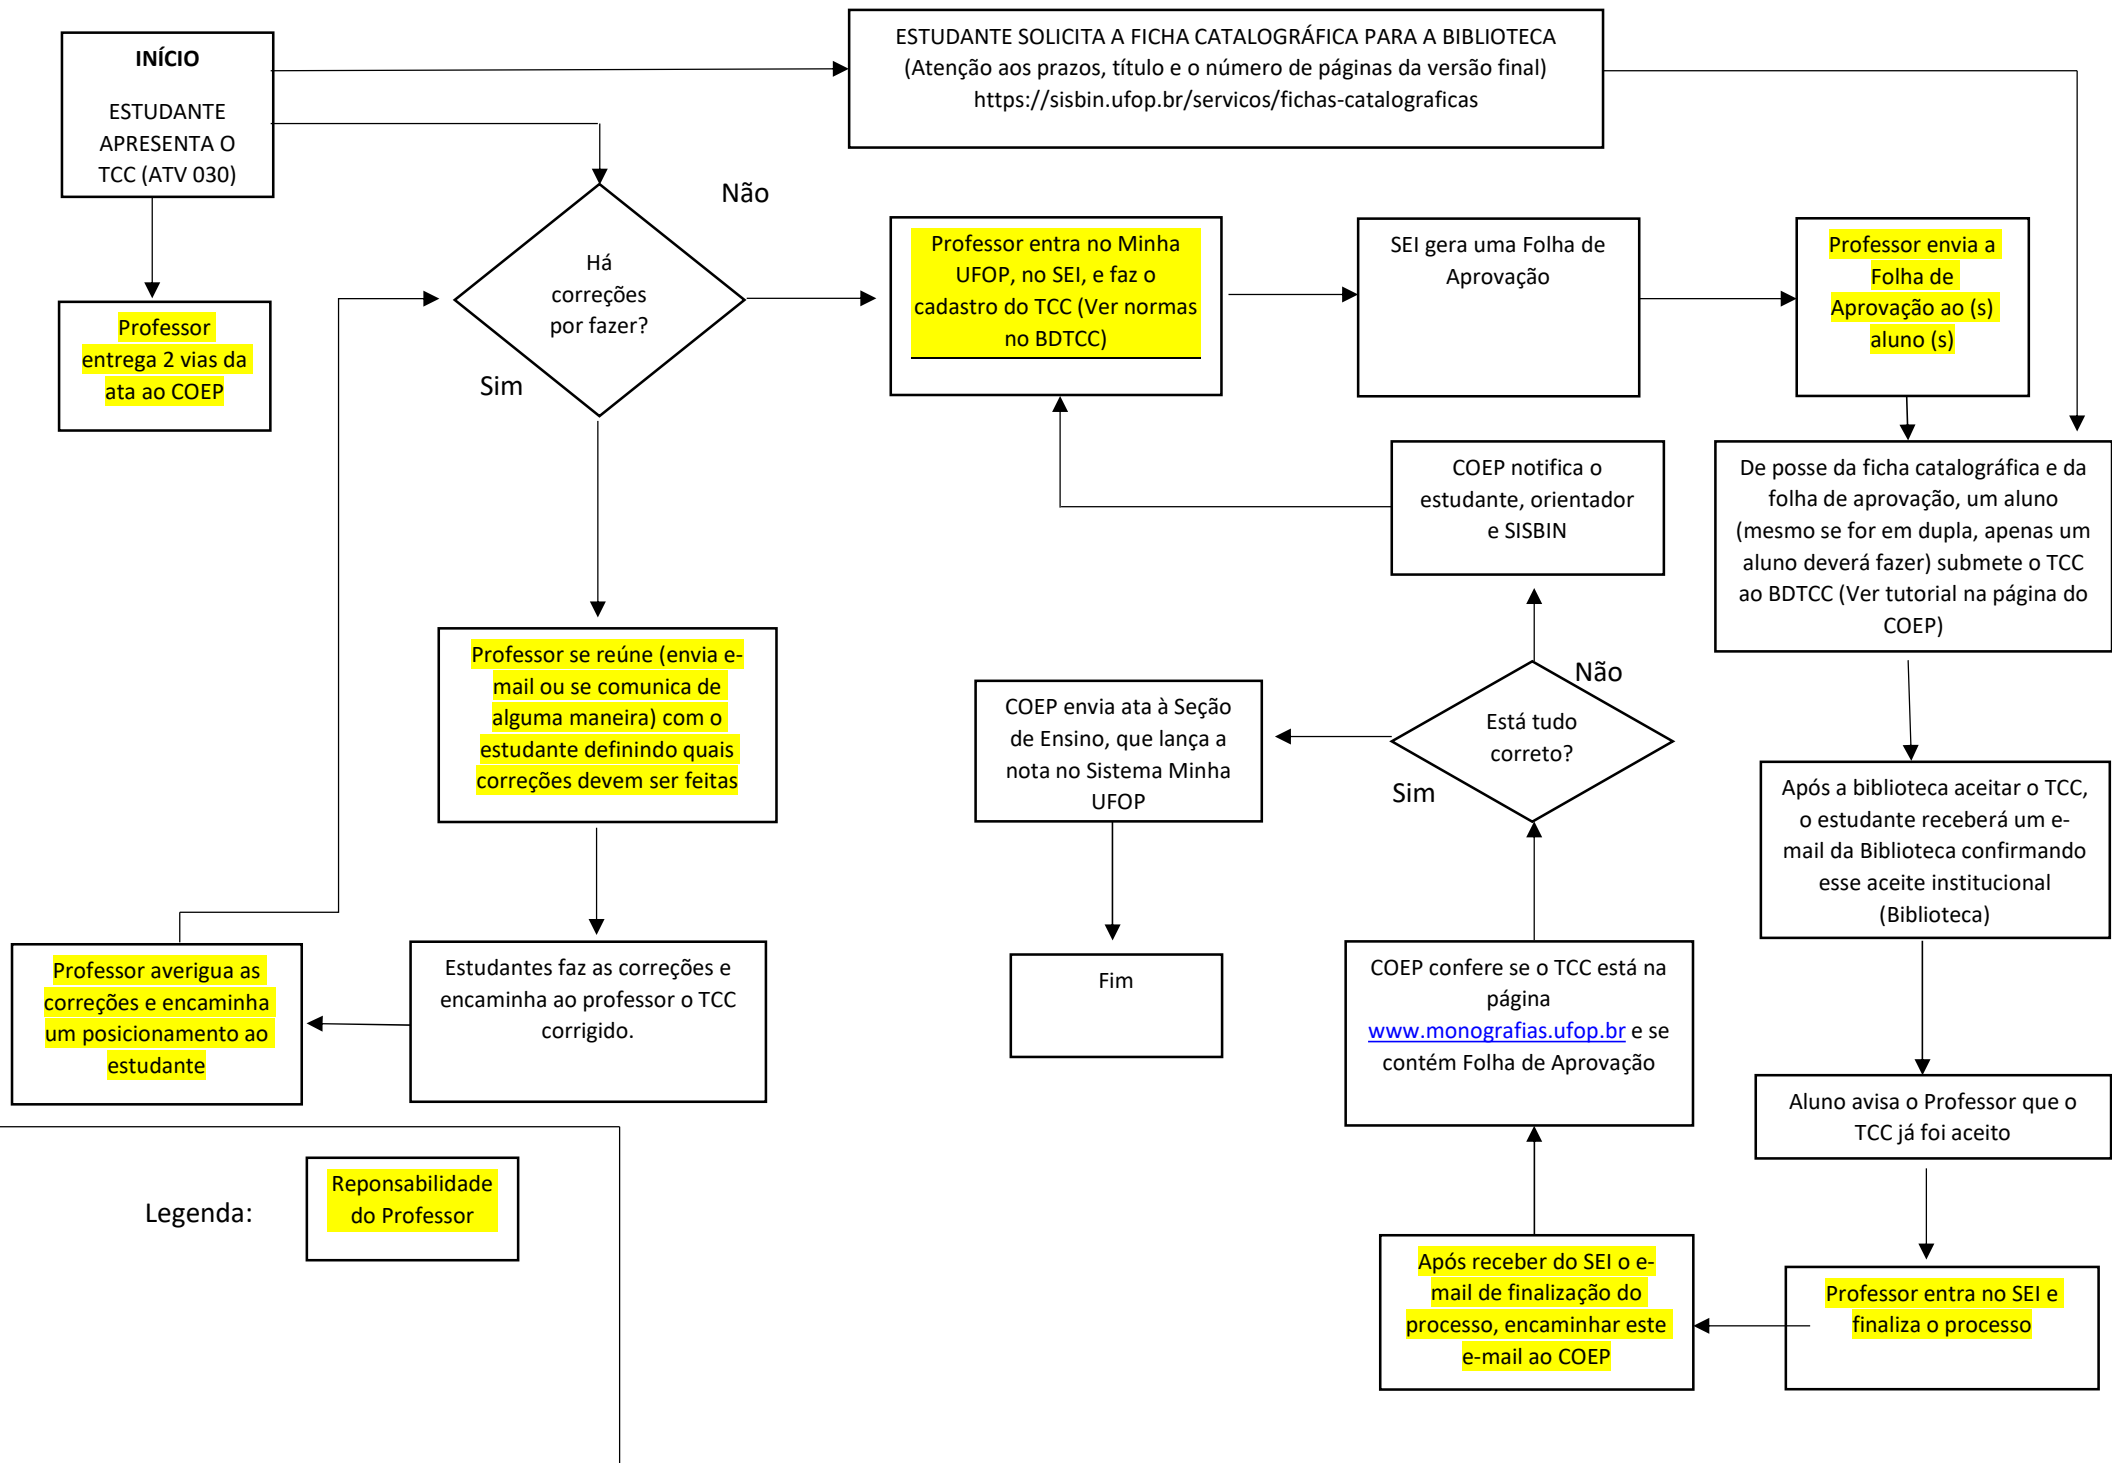 INÍCIO
ESTUDANTE
APRESENTA O
TCC (ATV 030)
ESTUDANTE SOLICITA A FICHA CATALOGRÁFICA PARA A BIBLIOTECA
(Atenção aos prazos, título e o número de páginas da versão final)
https://sisbin.ufop.br/servicos/fichas-catalograficas
Professor
entrega 2 vias da
ata ao COEP
Há
correções
por fazer?
Não
Sim
Professor entra no Minha
UFOP, no SEI, e faz o
cadastro do TCC (Ver normas
no BDTCC)
SEI gera uma Folha de
Aprovação
Professor envia a
Folha de
Aprovação ao (s)
aluno (s)
COEP notifica o
estudante, orientador
e SISBIN
De posse da ficha catalográfica e da
folha de aprovação, um aluno
(mesmo se for em dupla, apenas um
aluno deverá fazer) submete o TCC
ao BDTCC (Ver tutorial na página do
COEP)
Professor se reúne (envia e-
mail ou se comunica de
alguma maneira) com o
estudante definindo quais
correções devem ser feitas
COEP envia ata à Seção
de Ensino, que lança a
nota no Sistema Minha
UFOP
Não
Está tudo
correto?
Sim
Após a biblioteca aceitar o TCC,
o estudante receberá um e-
mail da Biblioteca confirmando
esse aceite institucional
(Biblioteca)
Professor averigua as
correções e encaminha
um posicionamento ao
estudante
Estudantes faz as correções e
encaminha ao professor o TCC
corrigido.
Fim
COEP confere se o TCC está na
página
www.monografias.ufop.br e se
contém Folha de Aprovação
Aluno avisa o Professor que o
TCC já foi aceito
Legenda:
Reponsabilidade
do Professor
Após receber do SEI o e-
mail de finalização do
processo, encaminhar este
e-mail ao COEP
Professor entra no SEI e
finaliza o processo